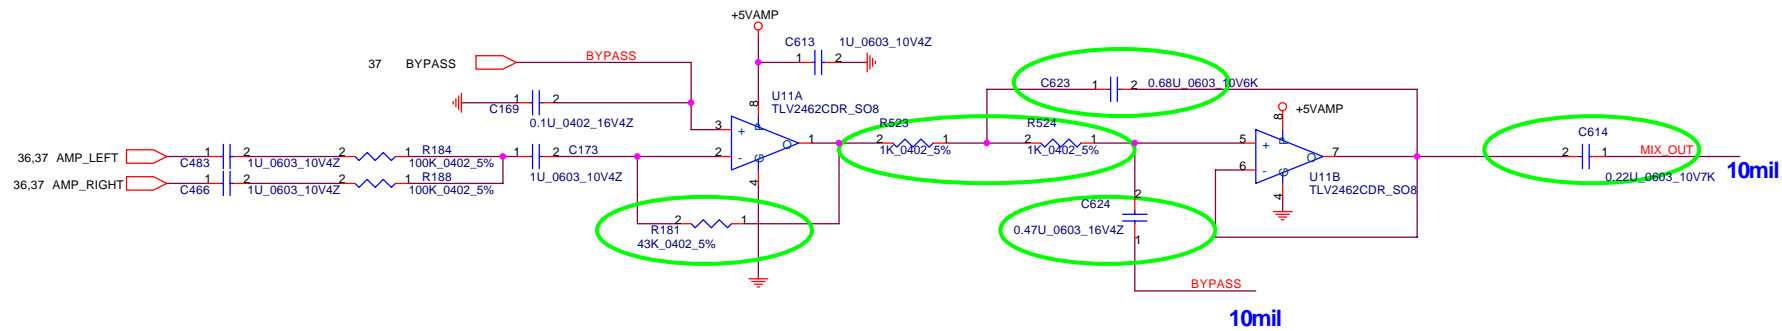 +5VAMP
C613 1U_0603_10V4Z
1 2
37 BYPASS
BYPASS
C169
1 2
0.1U_0402_16V4Z
U11A
TLV2462CDR_SO8
8
3
+
P
O
1
2
-
G
4
36,37 AMP_LEFT
1 2
C483
1U_0603_10V4Z
2 1
R184
100K_0402_5%
1 2
C173
1U_0603_10V4Z
36,37 AMP_RIGHT
1 2
C466
1U_0603_10V4Z
2 1
R188
100K_0402_5%
2 1
R181
43K_0402_5%
R523
2 1
1K_0402_5%
R524
2 1
1K_0402_5%
C623
1 2
0.68U_0603_10V6K
+5VAMP
8
5
+
P
O
7
6
-
G
4
U11B
TLV2462CDR_SO8
2
C624
0.47U_0603_16V4Z
1
BYPASS
10mil
C614
2 1
MIX_OUT
0.22U_0603_10V7K
10mil